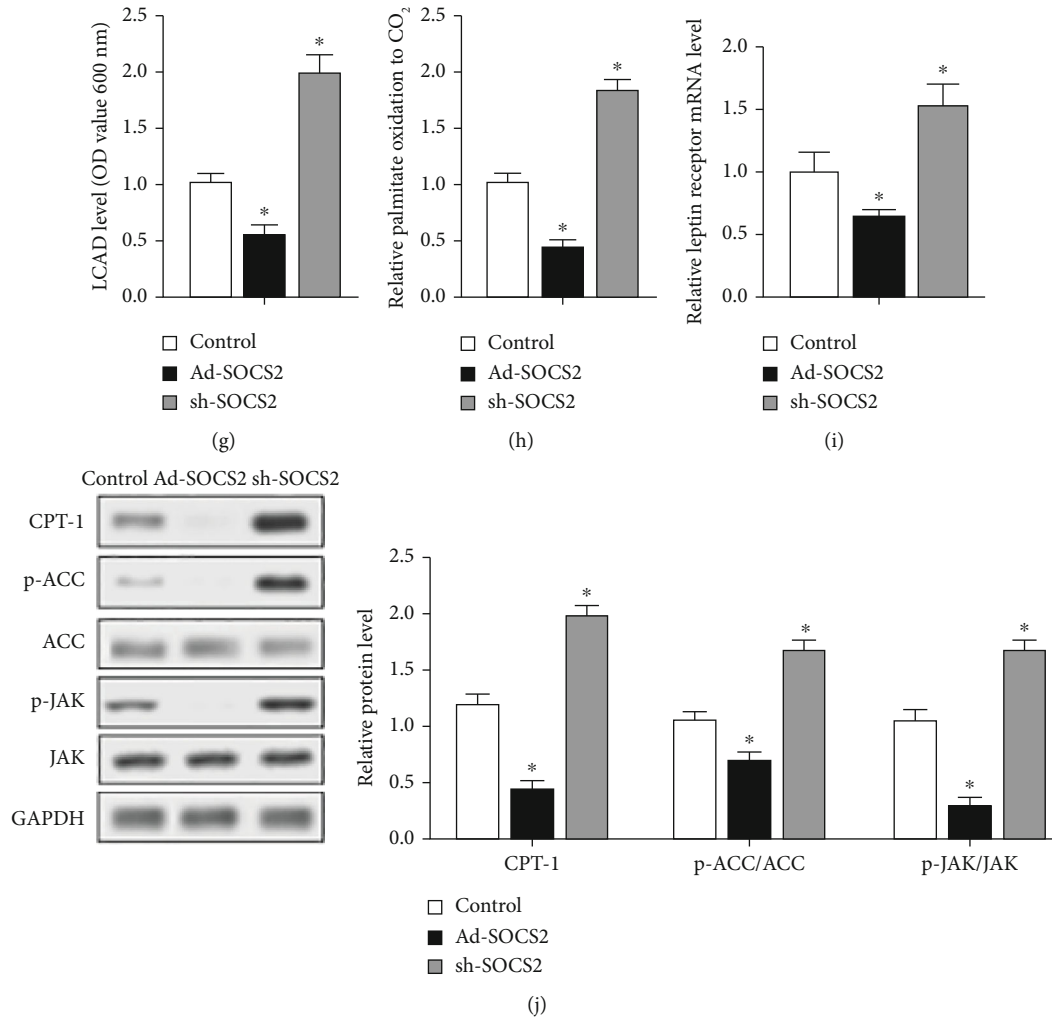 LCAD level (OD value 600 nm)
2.5
2.0
1.5
1.0
0.5
0.0
*
*
Control
Ad-SOCS2
sh-SOCS2
(g)
Relative palmitate oxidation to CO₂
2.5
2.0
1.5
1.0
0.5
0.0
*
*
Control
Ad-SOCS2
sh-SOCS2
(h)
Relative leptin receptor mRNA level
2.0
1.5
1.0
0.5
0.0
*
*
Control
Ad-SOCS2
sh-SOCS2
(i)
Control Ad-SOCS2 sh-SOCS2
CPT-1
p-ACC
ACC
p-JAK
JAK
GAPDH
Relative protein level
2.5
2.0
1.5
1.0
0.5
0.0
*
*
*
*
*
*
CPT-1 p-ACC/ACC p-JAK/JAK
Control
Ad-SOCS2
sh-SOCS2
(j)